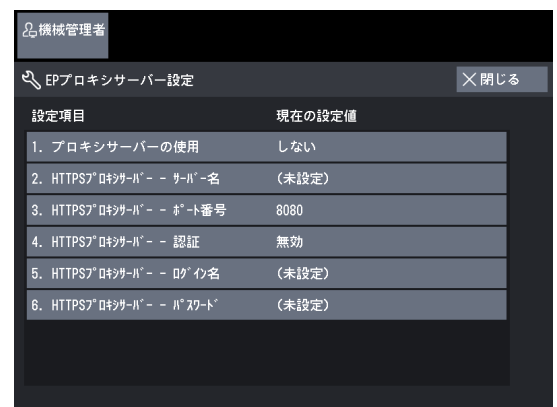 機械管理者
EPプロキシサーバー設定
×閉じる
設定項目 現在の設定値
1. プロキシサーバーの使用 しない
2. HTTPSﾌﾟﾛｷｼｻｰﾊﾞｰ - ｻｰﾊﾞｰ名 (未設定)
3. HTTPSﾌﾟﾛｷｼｻｰﾊﾞｰ - ﾎﾟｰﾄ番号 8080
4. HTTPSﾌﾟﾛｷｼｻｰﾊﾞｰ - 認証 無効
5. HTTPSﾌﾟﾛｷｼｻｰﾊﾞｰ - ﾛｸﾞｲﾝ名 (未設定)
6. HTTPSﾌﾟﾛｷｼｻｰﾊﾞｰ - ﾊﾟｽﾜｰﾄﾞ (未設定)